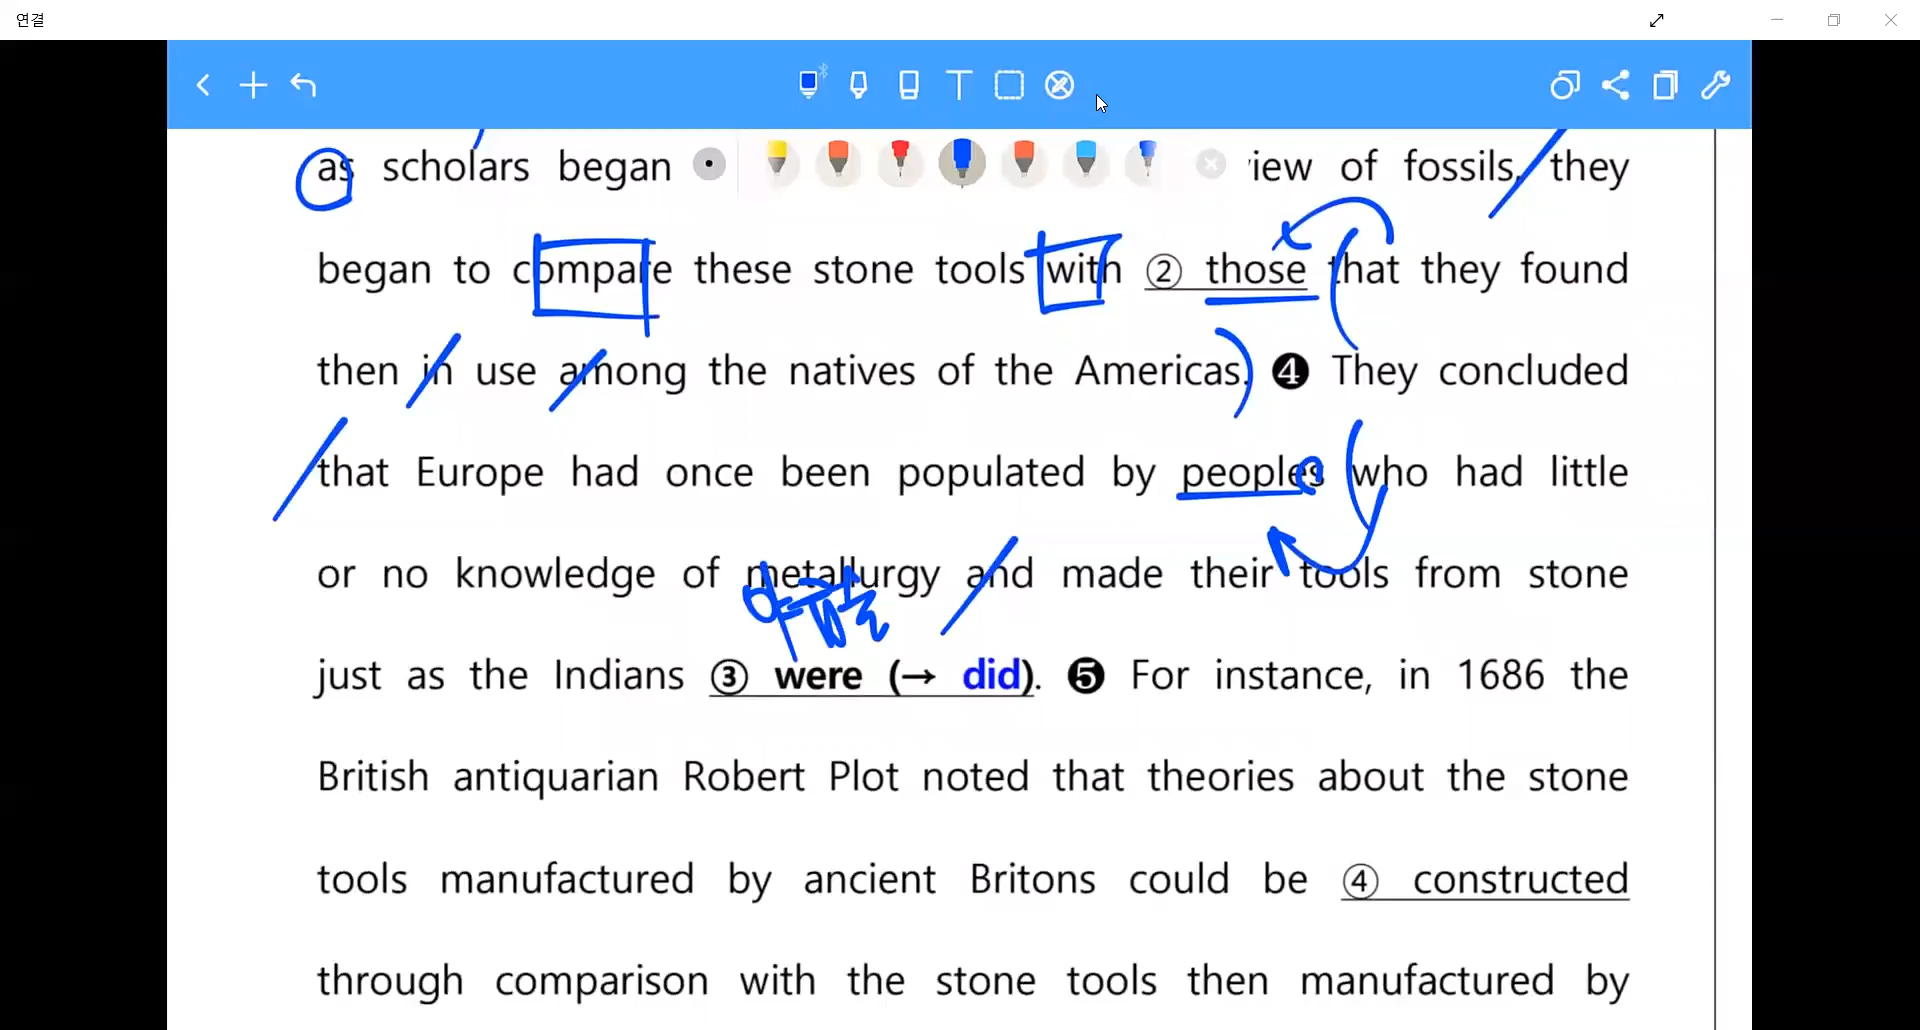 연결
as scholars began view of fossils, they
began to compare these stone tools with ② those that they found
then in use among the natives of the Americas. ❹ They concluded
that Europe had once been populated by peoples who had little
or no knowledge of metallurgy and made their tools from stone
야금술
just as the Indians ③ were (→ did). ❺ For instance, in 1686 the
British antiquarian Robert Plot noted that theories about the stone
tools manufactured by ancient Britons could be ④ constructed
through comparison with the stone tools then manufactured by